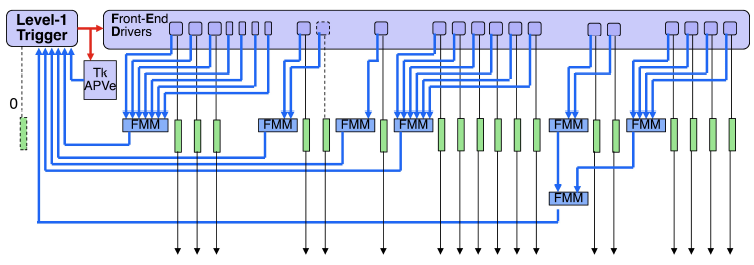 Level-1
Trigger
Front-End
Drivers
Tk
APVe
0
FMM
FMM
FMM
FMM
FMM
FMM
FMM